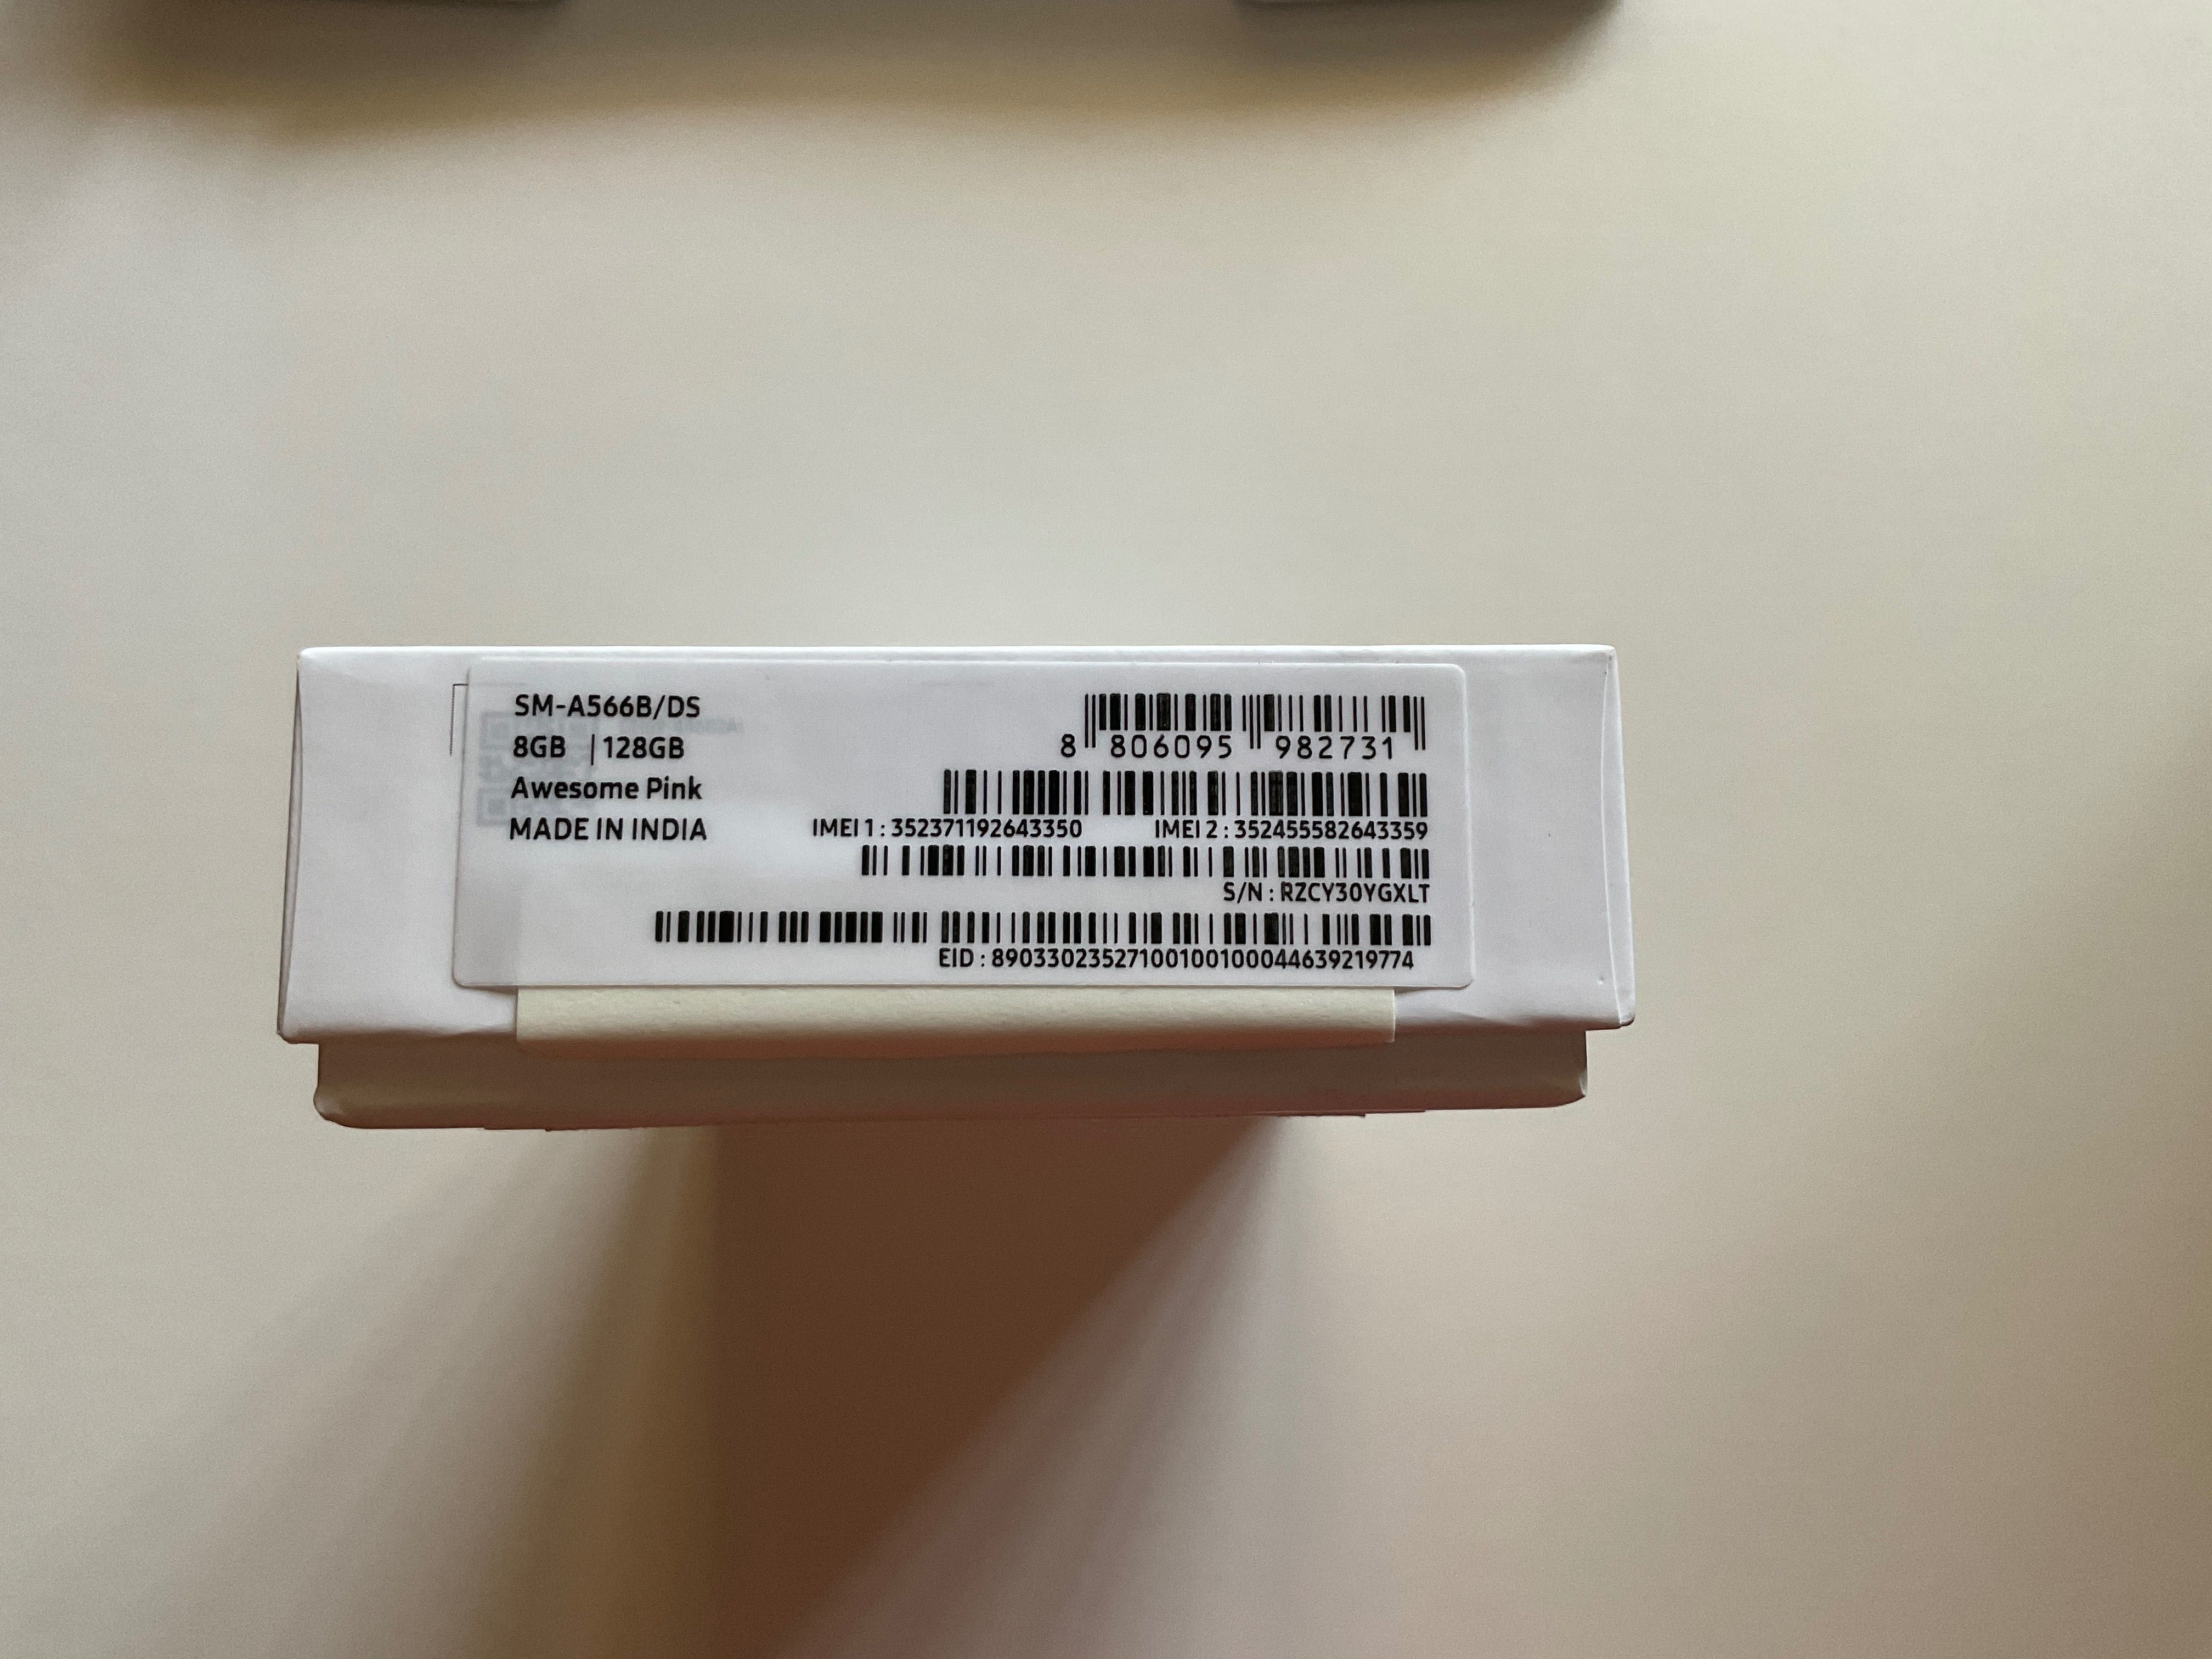 SM-A566B/DS
8GB | 128GB
Awesome Pink
MADE IN INDIA
8 806095 982731
IMEI 1 : 352371192643350 IMEI 2 : 352455582643359
S/N : RZCY30YGXLT
EID : 89033023527100100100044639219774